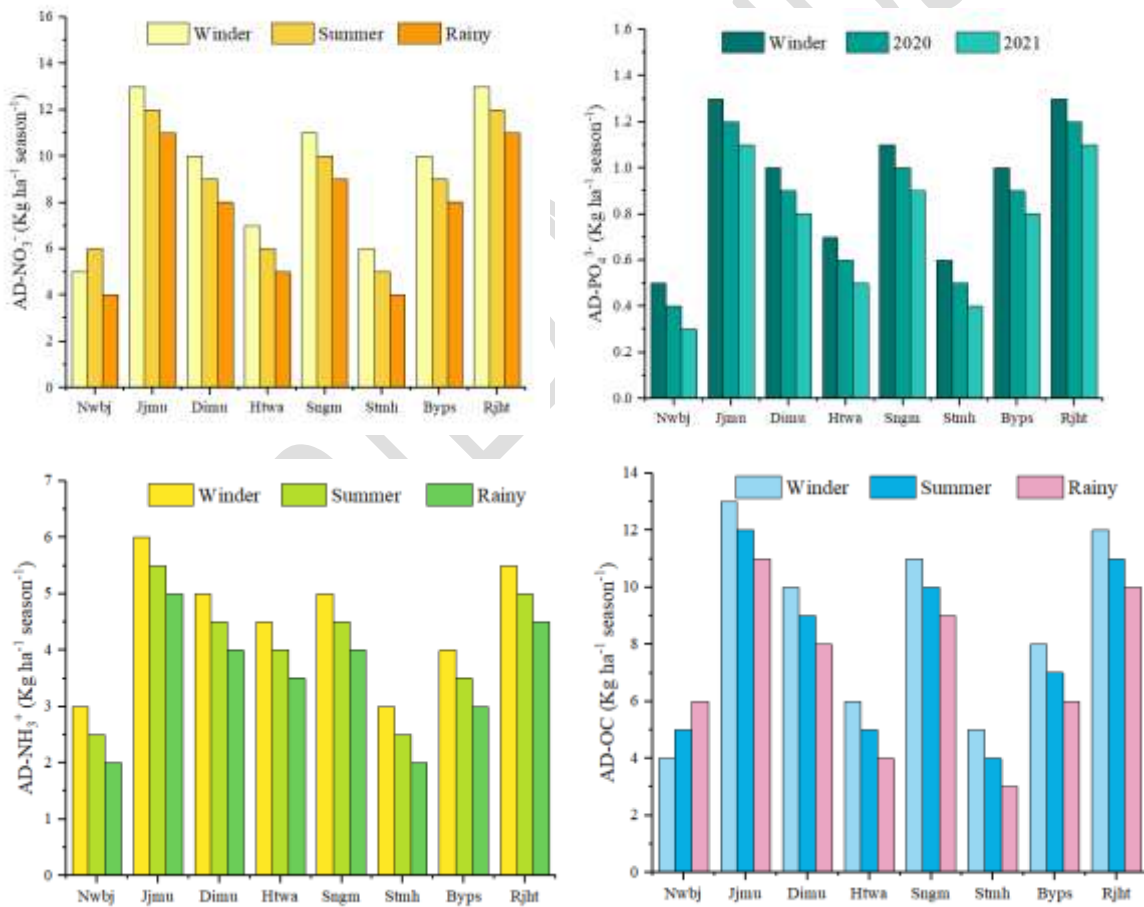 16
14
12
10
8
6
4
2
0
AD-NO₃⁻ (Kg ha⁻¹ season⁻¹)
Winder Summer Rainy
Nwbj Jjmu Dimu Htwa Sngm Stmh Byps Rjht
1.6
1.4
1.2
1.0
0.8
0.6
0.4
0.2
0.0
AD-PO₄³⁻ (Kg ha⁻¹ season⁻¹)
Winder 2020 2021
Nwbj Jjmu Dimu Htwa Sngm Stmh Byps Rjht
7
6
5
4
3
2
1
0
AD-NH₃⁺ (Kg ha⁻¹ season⁻¹)
Winder Summer Rainy
Nwbj Jjmu Dimu Htwa Sngm Stmh Byps Rjht
14
12
10
8
6
4
2
0
AD-OC (Kg ha⁻¹ season⁻¹)
Winder Summer Rainy
Nwbj Jjmu Dimu Htwa Sngm Stmh Byps Rjht